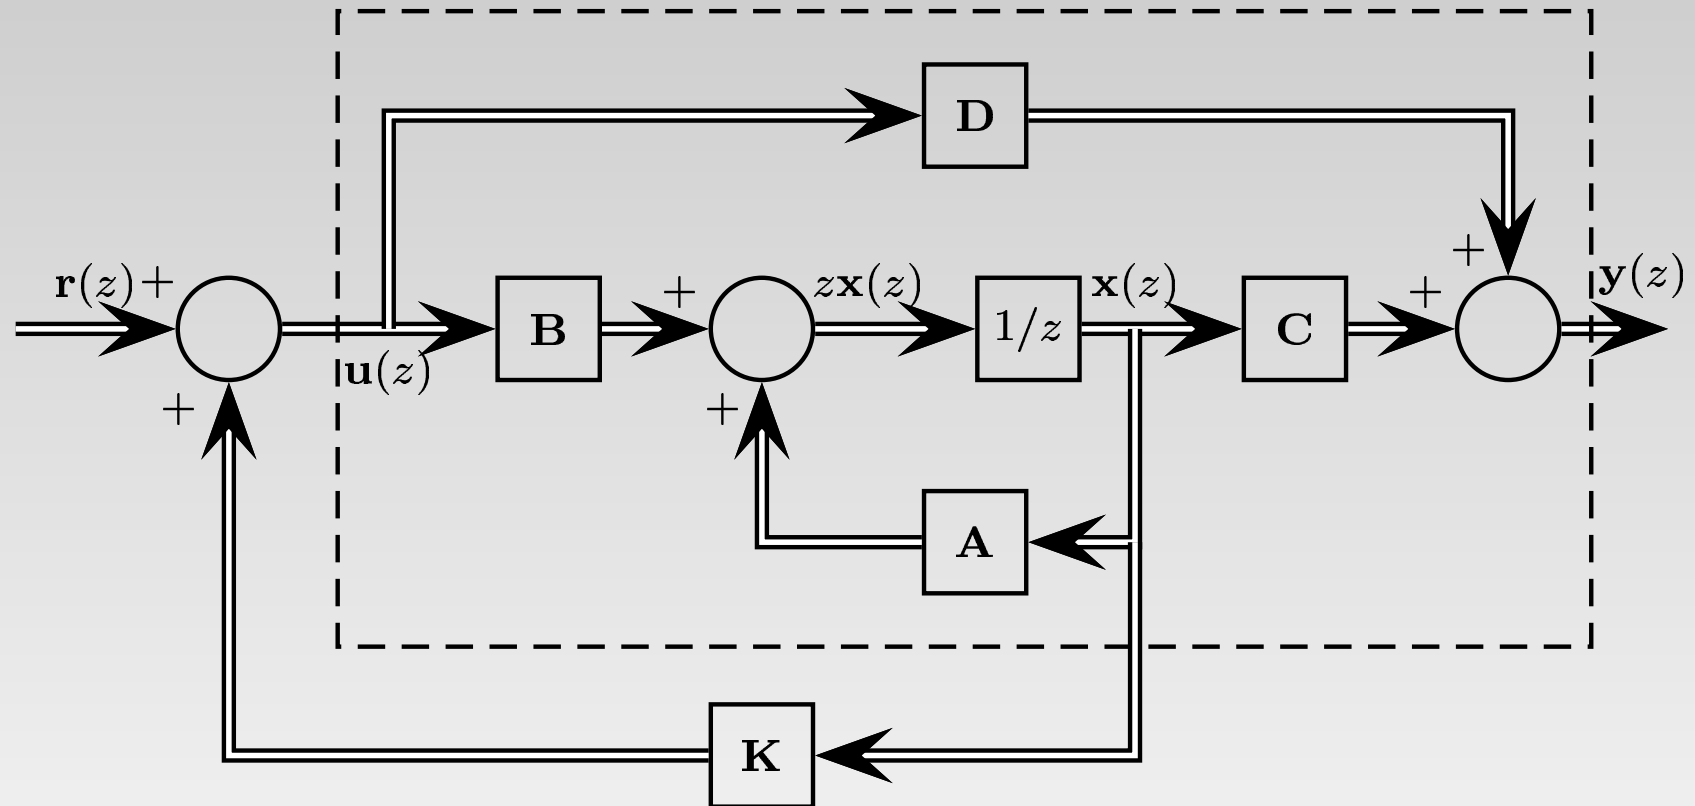 D
r(z) + + zx(z) x(z) + + y(z)
B 1/z C
u(z)
+ +
A
K